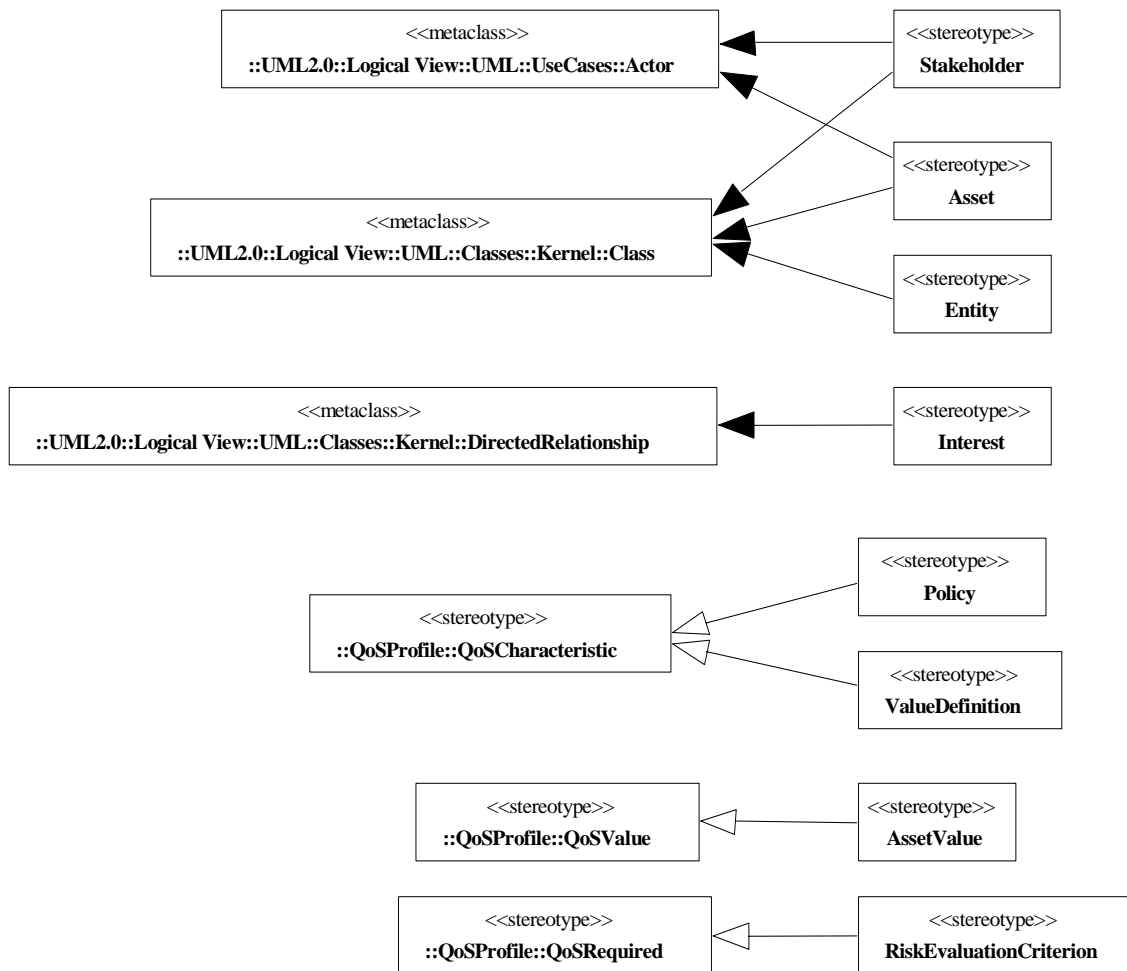 <<metaclass>>
::UML2.0::Logical View::UML::UseCases::Actor
<<stereotype>>
Stakeholder
<<stereotype>>
Asset
<<metaclass>>
::UML2.0::Logical View::UML::Classes::Kernel::Class
<<stereotype>>
Entity
<<metaclass>>
::UML2.0::Logical View::UML::Classes::Kernel::DirectedRelationship
<<stereotype>>
Interest
<<stereotype>>
Policy
<<stereotype>>
::QoSProfile::QoSCharacteristic
<<stereotype>>
ValueDefinition
<<stereotype>>
::QoSProfile::QoSValue
<<stereotype>>
AssetValue
<<stereotype>>
::QoSProfile::QoSRequired
<<stereotype>>
RiskEvaluationCriterion